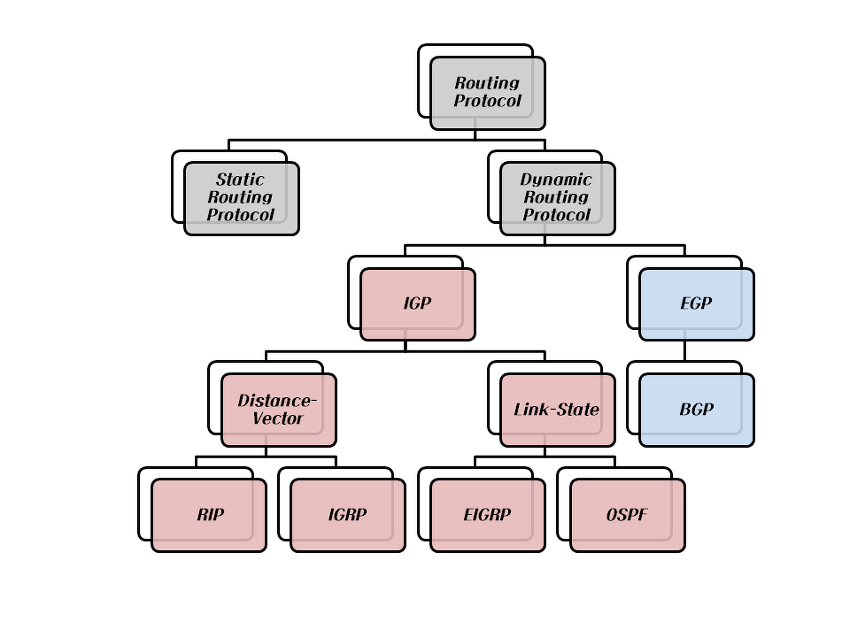 Routing
Protocol
Static
Routing
Protocol
Dynamic
Routing
Protocol
IGP
EGP
Distance-
Vector
Link-State
BGP
RIP
IGRP
EIGRP
OSPF